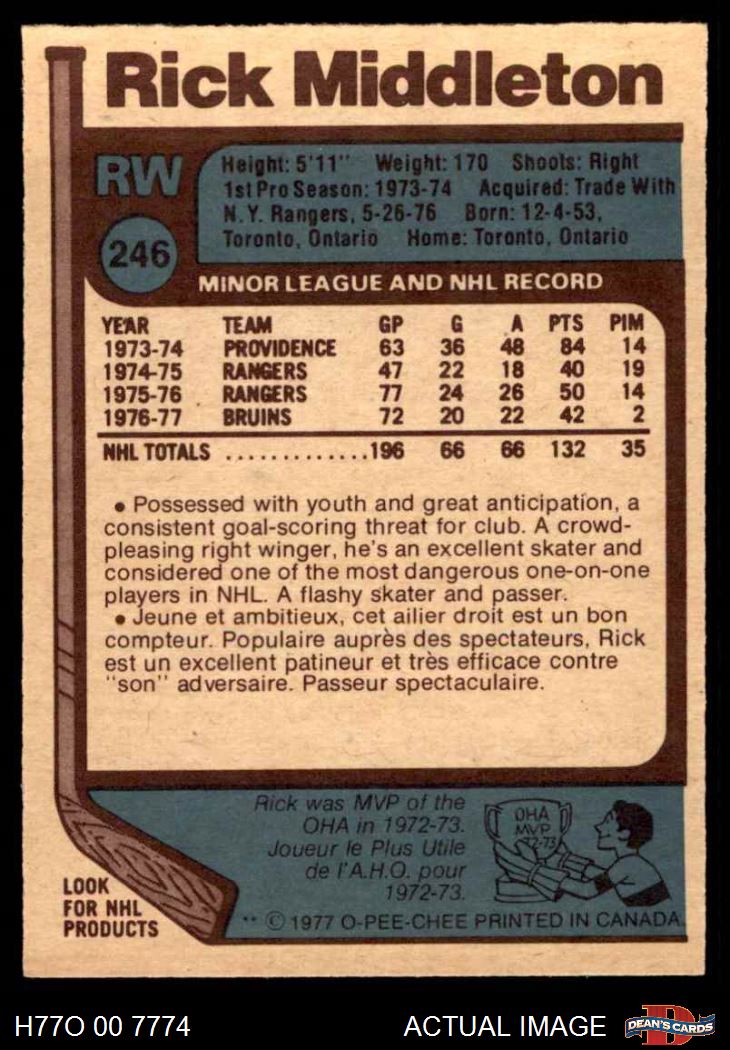 Rick Middleton
RW
246
Height: 5'11" Weight: 170 Shoots: Right
1st Pro Season: 1973-74 Acquired: Trade With
N.Y. Rangers, 5-26-76 Born: 12-4-53,
Toronto, Ontario Home: Toronto, Ontario
MINOR LEAGUE AND NHL RECORD
YEAR TEAM GP G A PTS PIM
1973-74 PROVIDENCE 63 36 48 84 14
1974-75 RANGERS 47 22 18 40 19
1975-76 RANGERS 77 24 26 50 14
1976-77 BRUINS 72 20 22 42 2
NHL TOTALS .............196 66 66 132 35
• Possessed with youth and great anticipation, a
consistent goal-scoring threat for club. A crowd-
pleasing right winger, he's an excellent skater and
considered one of the most dangerous one-on-one
players in NHL. A flashy skater and passer.
• Jeune et ambitieux, cet ailier droit est un bon
compteur. Populaire auprès des spectateurs, Rick
est un excellent patineur et très efficace contre
"son" adversaire. Passeur spectaculaire.
Rick was MVP of the
OHA in 1972-73.
Joueur le Plus Utile
de l'A.H.O. pour
1972-73.
OHA
MVP
72-73
LOOK
FOR NHL
PRODUCTS
** © 1977 O-PEE-CHEE PRINTED IN CANADA.
H77O 00 7774
ACTUAL IMAGE
D
DEAN'S CARDS